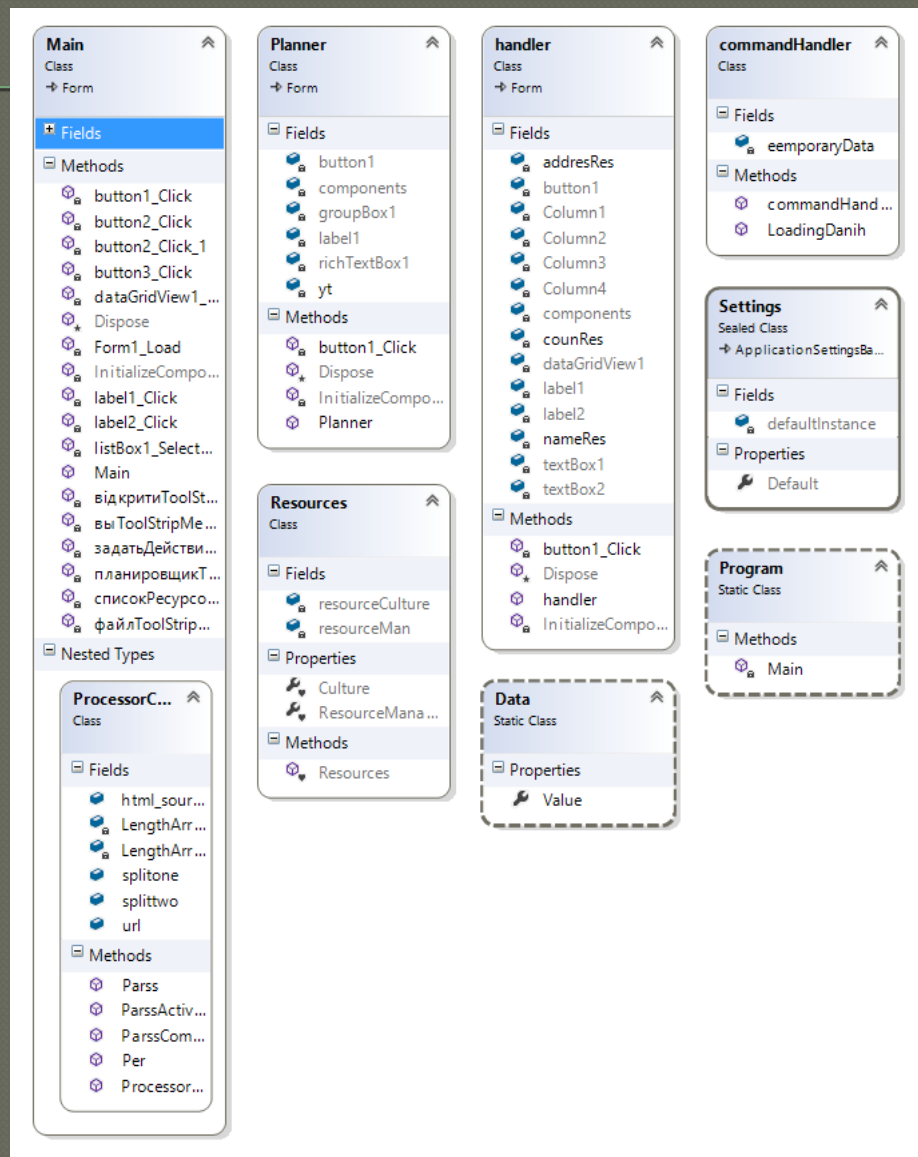 Main
Class
Form
Fields
Methods
button1_Click
button2_Click
button2_Click_1
button3_Click
dataGridView1_...
Dispose
Form1_Load
InitializeCompo...
label1_Click
label2_Click
listBox1_Select...
Main
відкритиToolSt...
выToolStripMe...
задатьДействи...
планировщикT...
списокРесурсо...
файлToolStrip...
Nested Types
ProcessorC...
Class
Fields
html_sour...
LengthArr...
LengthArr...
splitone
splittwo
url
Methods
Parss
ParssActiv...
ParssCom...
Per
Processor...
Planner
Class
Form
Fields
button1
components
groupBox1
label1
richTextBox1
yt
Methods
button1_Click
Dispose
InitializeCompo...
Planner
Resources
Class
Fields
resourceCulture
resourceMan
Properties
Culture
ResourceMana...
Methods
Resources
handler
Class
Form
Fields
addresRes
button1
Column1
Column2
Column3
Column4
components
counRes
dataGridView1
label1
label2
nameRes
textBox1
textBox2
Methods
button1_Click
Dispose
handler
InitializeCompo...
Data
Static Class
Properties
Value
commandHandler
Class
Fields
eemporaryData
Methods
commandHand...
LoadingDanih
Settings
Sealed Class
ApplicationSettingsBa...
Fields
defaultInstance
Properties
Default
Program
Static Class
Methods
Main